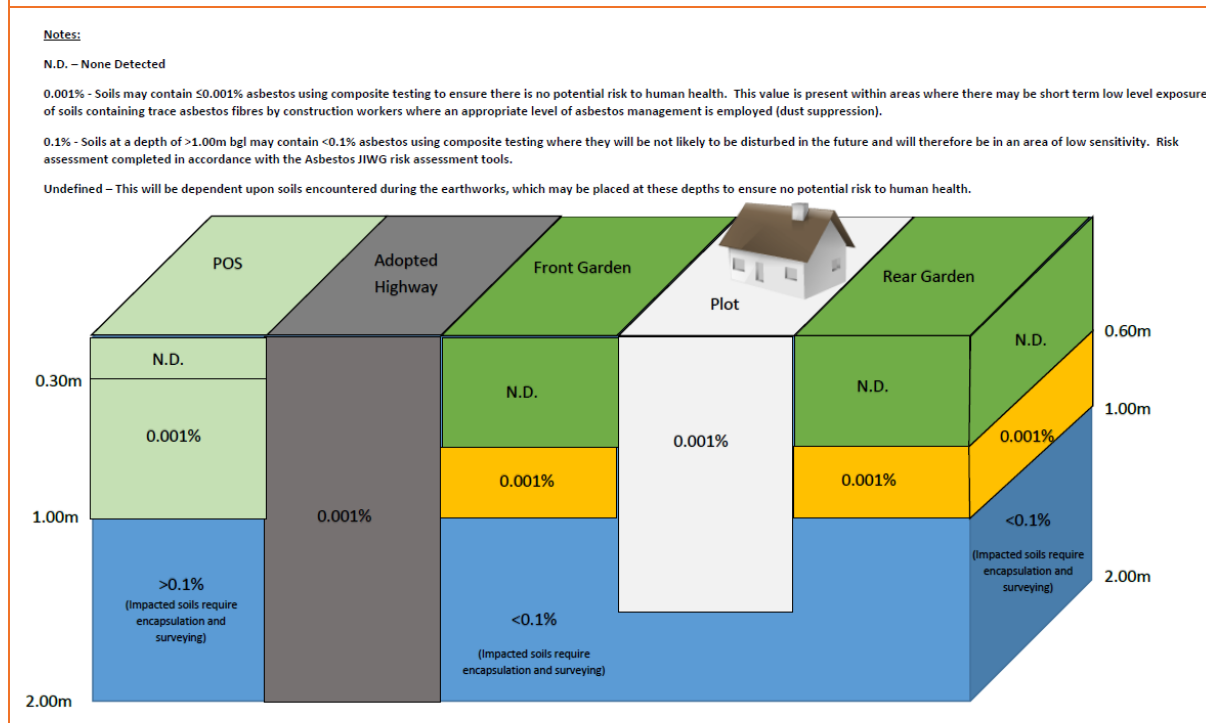 Notes:
N.D. – None Detected
0.001% - Soils may contain ≤0.001% asbestos using composite testing to ensure there is no potential risk to human health.  This value is present within areas where there may be short term low level exposure
of soils containing trace asbestos fibres by construction workers where an appropriate level of asbestos management is employed (dust suppression).
0.1% - Soils at a depth of >1.00m bgl may contain <0.1% asbestos using composite testing where they will be not likely to be disturbed in the future and will therefore be in an area of low sensitivity.  Risk
assessment completed in accordance with the Asbestos JIWG risk assessment tools.
Undefined – This will be dependent upon soils encountered during the earthworks, which may be placed at these depths to ensure no potential risk to human health.
POS
Adopted
Highway
Front Garden
Plot
Rear Garden
0.30m
1.00m
2.00m
N.D.
0.001%
>0.1%
(Impacted soils require
encapsulation and
surveying)
0.001%
N.D.
0.001%
<0.1%
(Impacted soils require
encapsulation and surveying)
0.001%
N.D.
0.001%
N.D.
0.001%
<0.1%
(Impacted soils require
encapsulation and
surveying)
0.60m
1.00m
2.00m